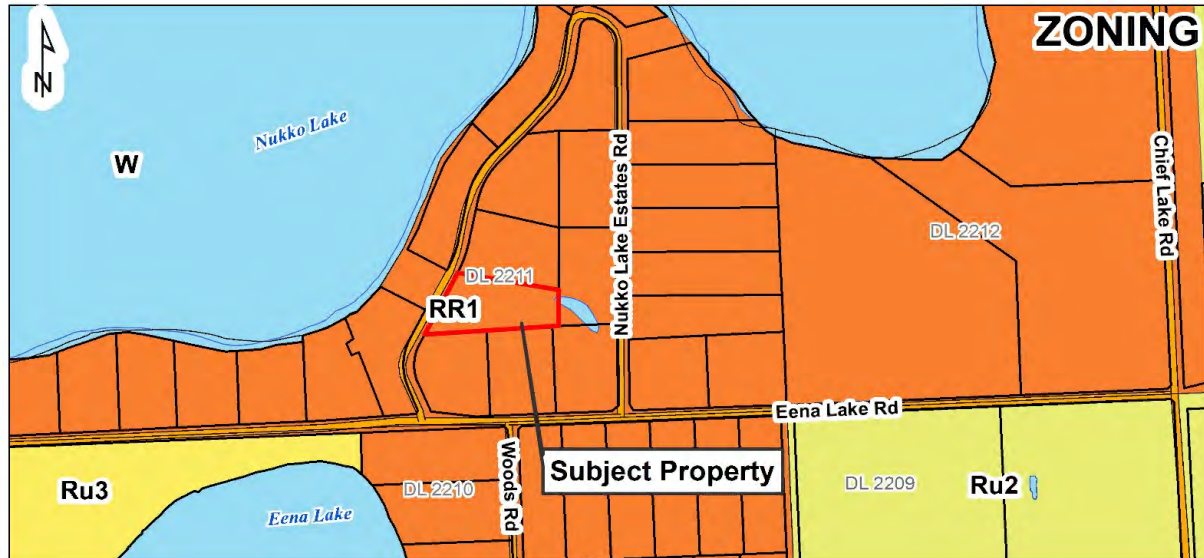 ZONING
N
Nukko Lake
W
Nukko Lake Estates Rd
Chief Lake Rd
DL 2212
DL 2211
RR1
Eena Lake Rd
Woods Rd
Subject Property
Ru3
DL 2210
DL 2209
Ru2
Eena Lake